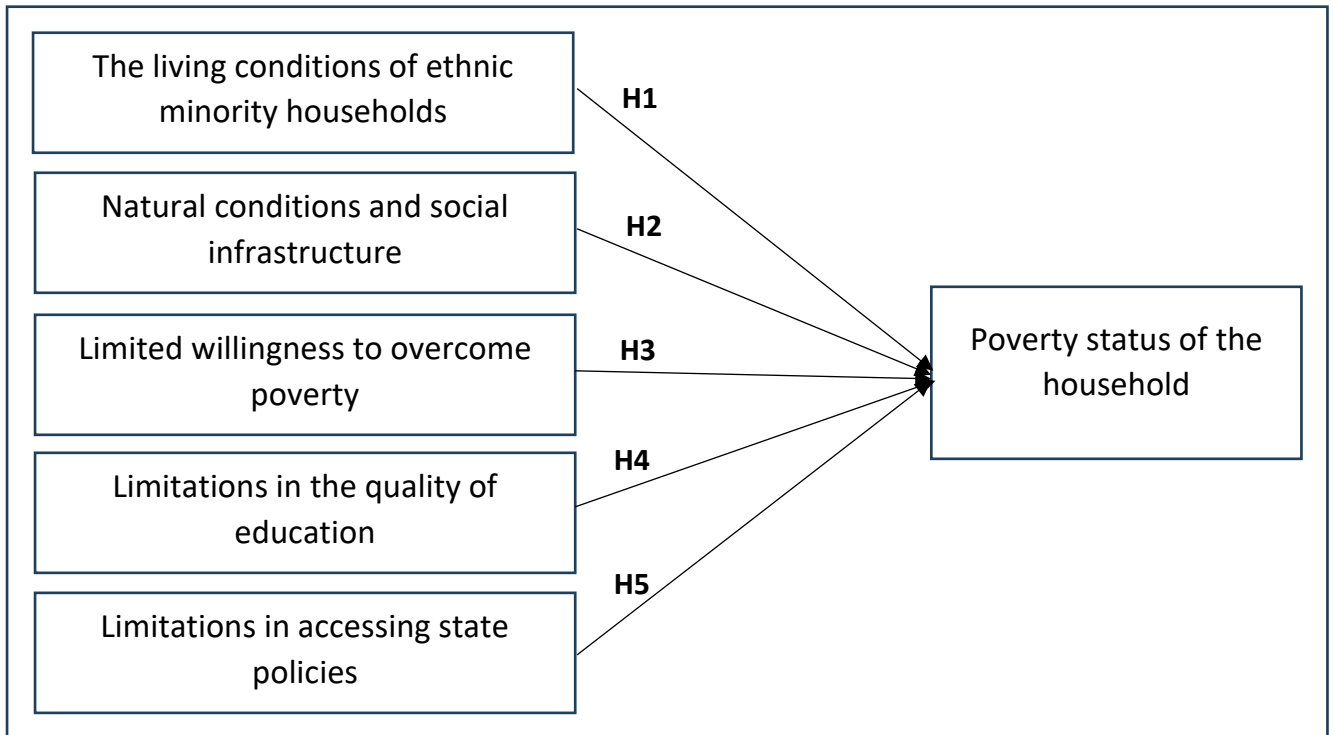 The living conditions of ethnic
minority households
H1
Natural conditions and social
infrastructure
H2
Limited willingness to overcome
poverty
H3
Limitations in the quality of
education
H4
Limitations in accessing state
policies
H5
Poverty status of the
household